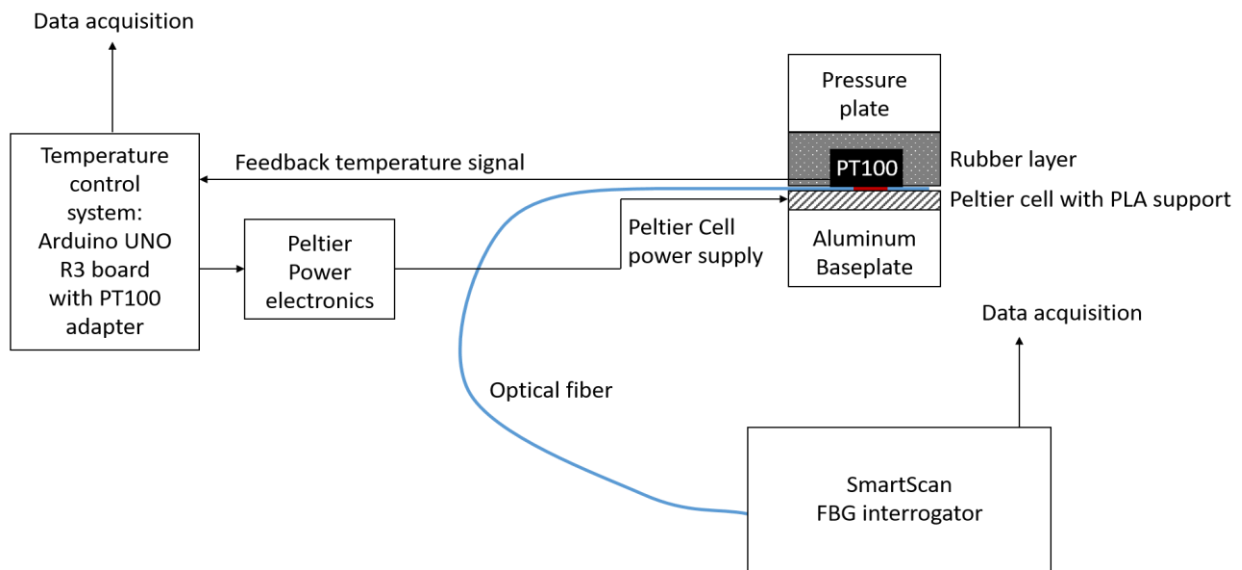 Data acquisition
Temperature
control
system:
Arduino UNO
R3 board
with PT100
adapter
Feedback temperature signal
Peltier
Power
electronics
Peltier Cell
power supply
Pressure
plate
PT100
Rubber layer
Peltier cell with PLA support
Aluminum
Baseplate
Optical fiber
Data acquisition
SmartScan
FBG interrogator